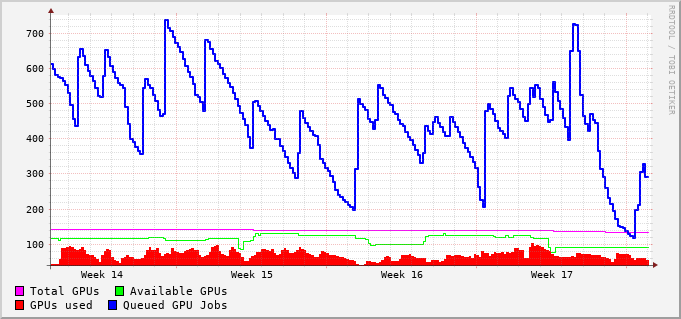 700
600
500
400
300
200
100
Week 14 Week 15 Week 16 Week 17
Total GPUs Available GPUs
GPUs used Queued GPU Jobs
RRDTOOL / TOBI OETIKER